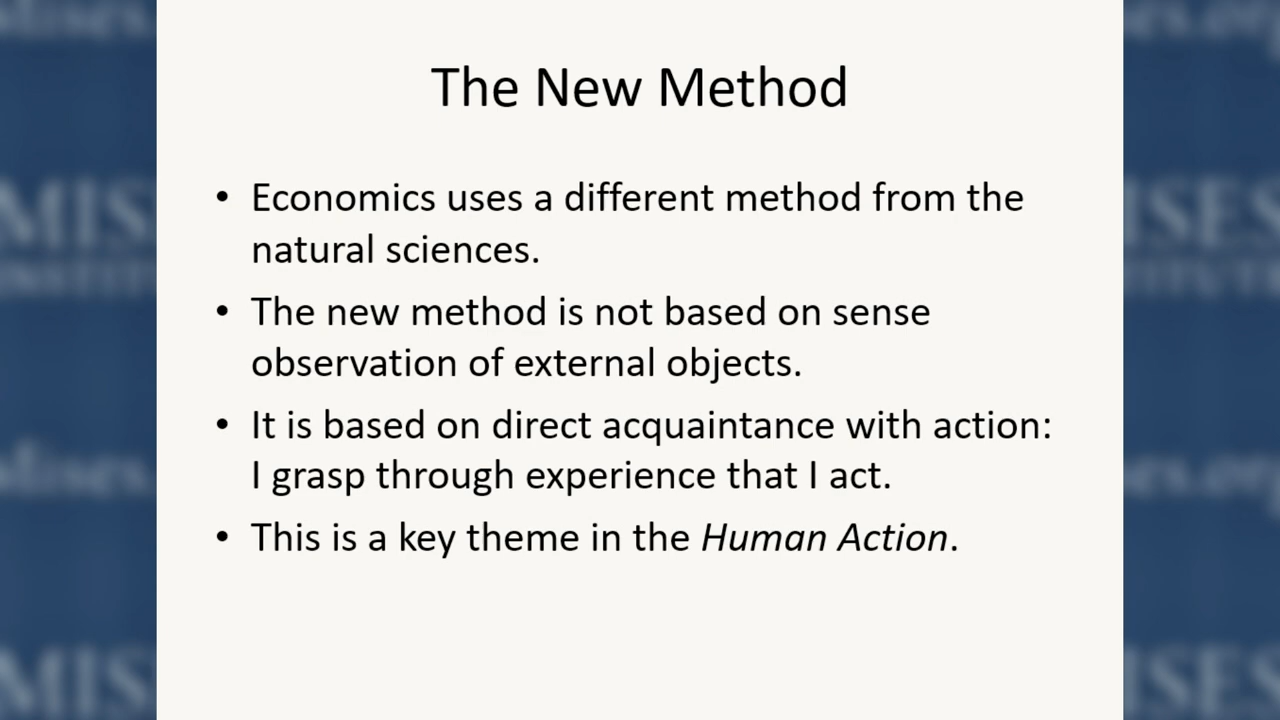 The New Method
• Economics uses a different method from the
natural sciences.
• The new method is not based on sense
observation of external objects.
• It is based on direct acquaintance with action:
I grasp through experience that I act.
• This is a key theme in the Human Action.